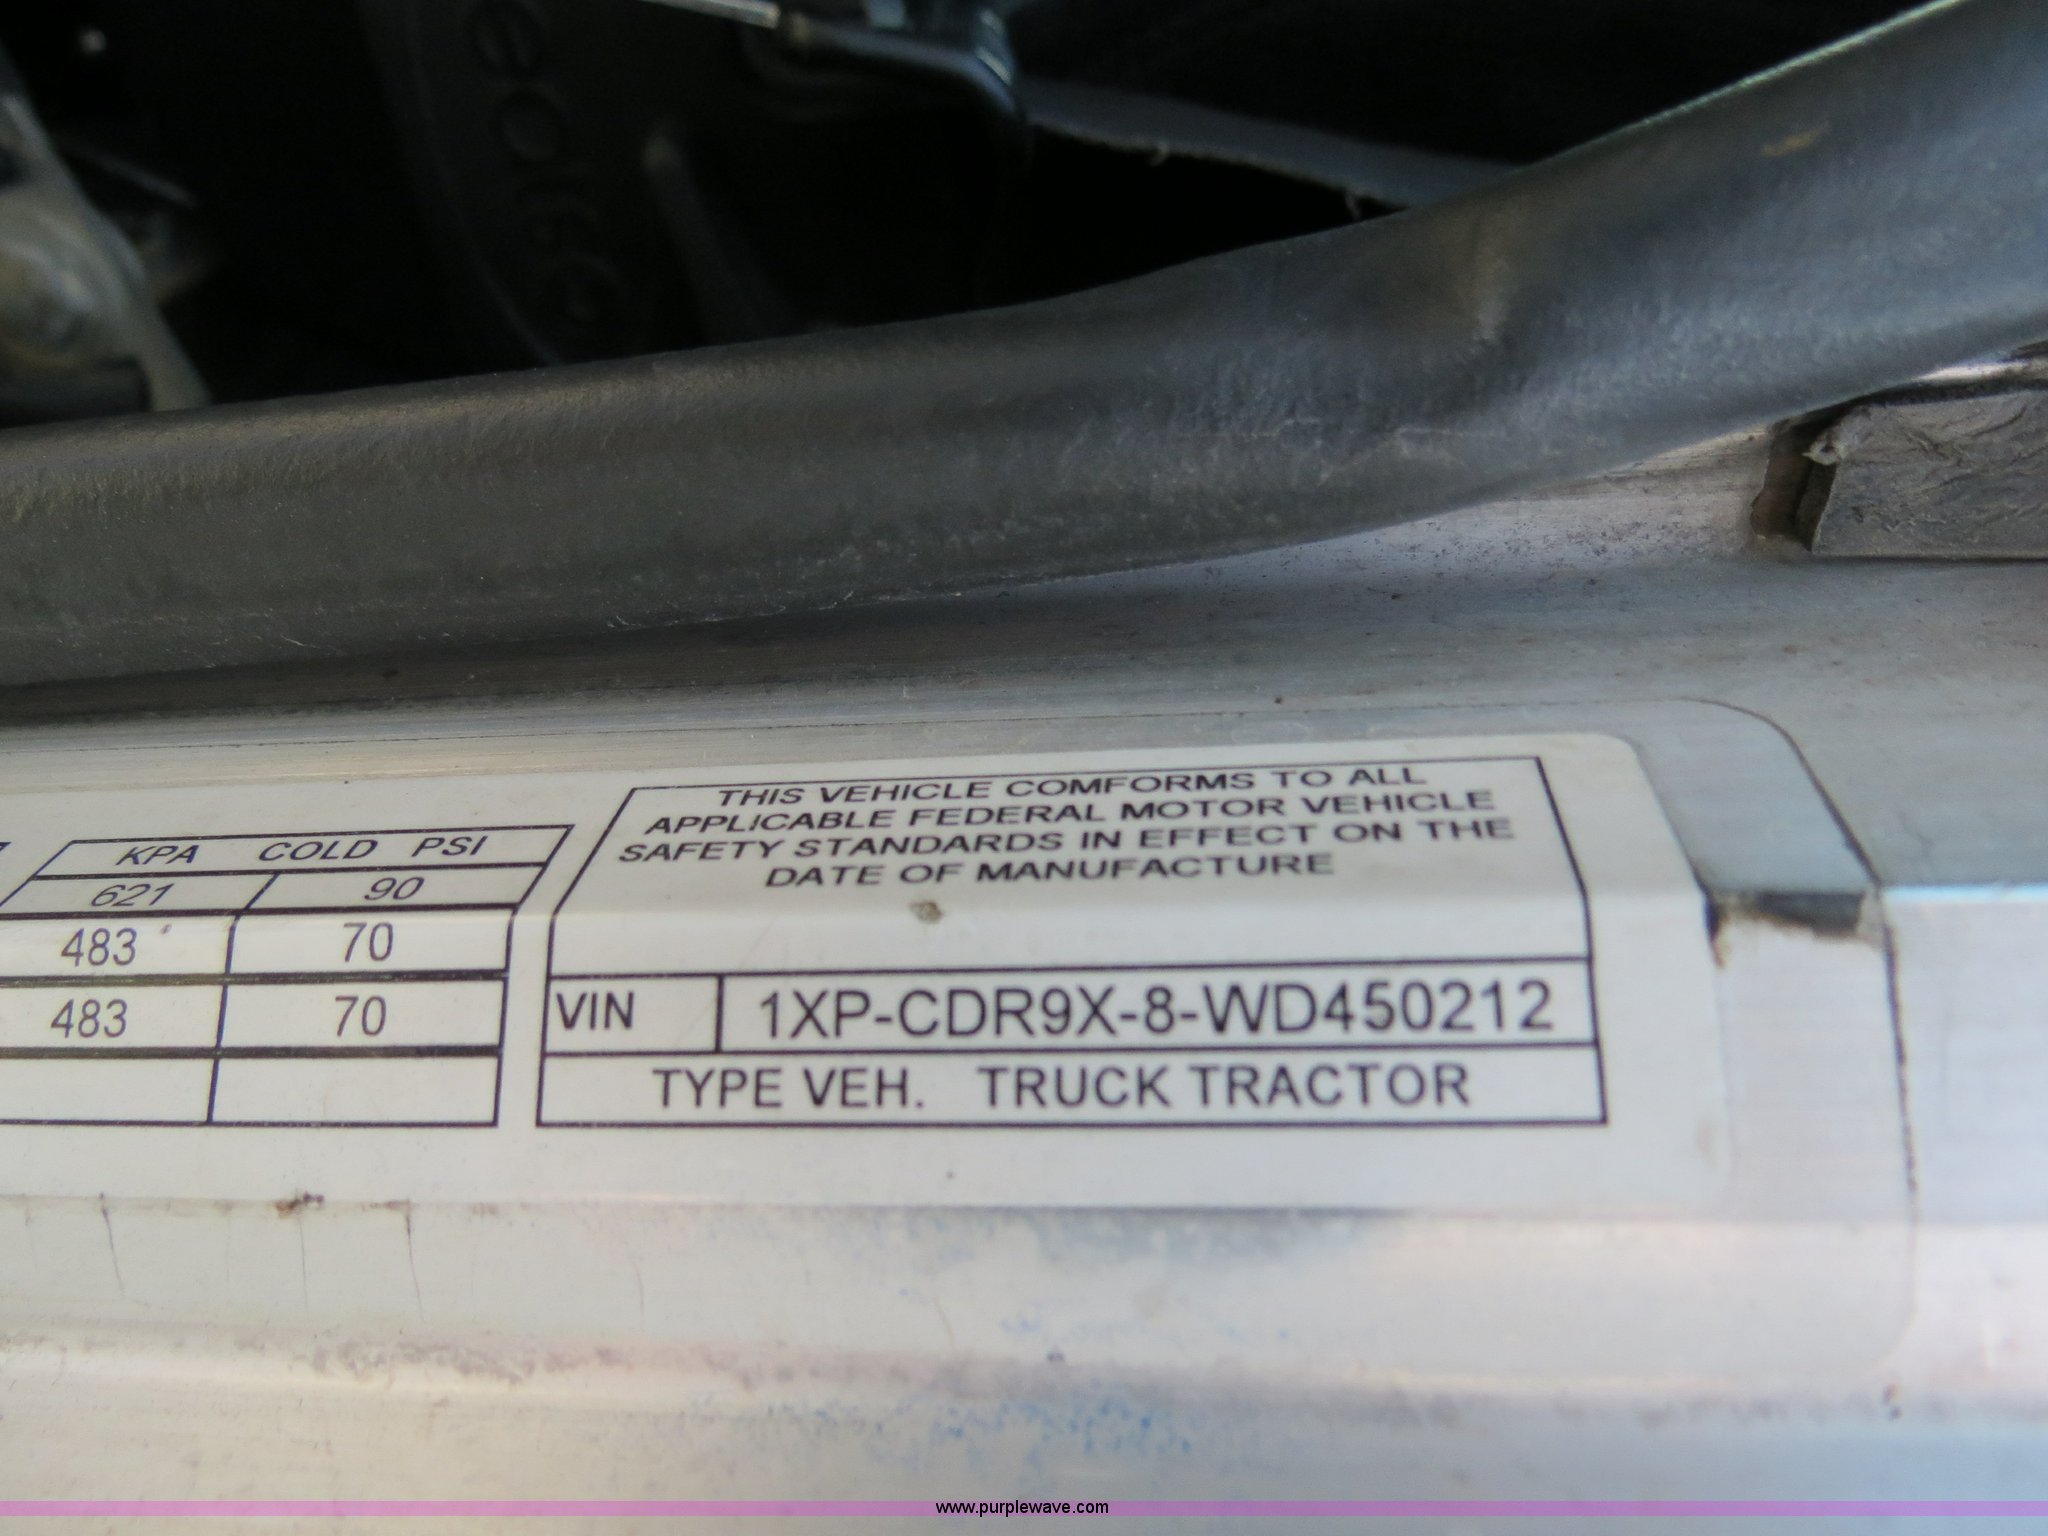 KPA COLD PSI
621 90
483 70
483 70
THIS VEHICLE COMFORMS TO ALL
APPLICABLE FEDERAL MOTOR VEHICLE
SAFETY STANDARDS IN EFFECT ON THE
DATE OF MANUFACTURE
VIN 1XP-CDR9X-8-WD450212
TYPE VEH. TRUCK TRACTOR
www.purplewave.com